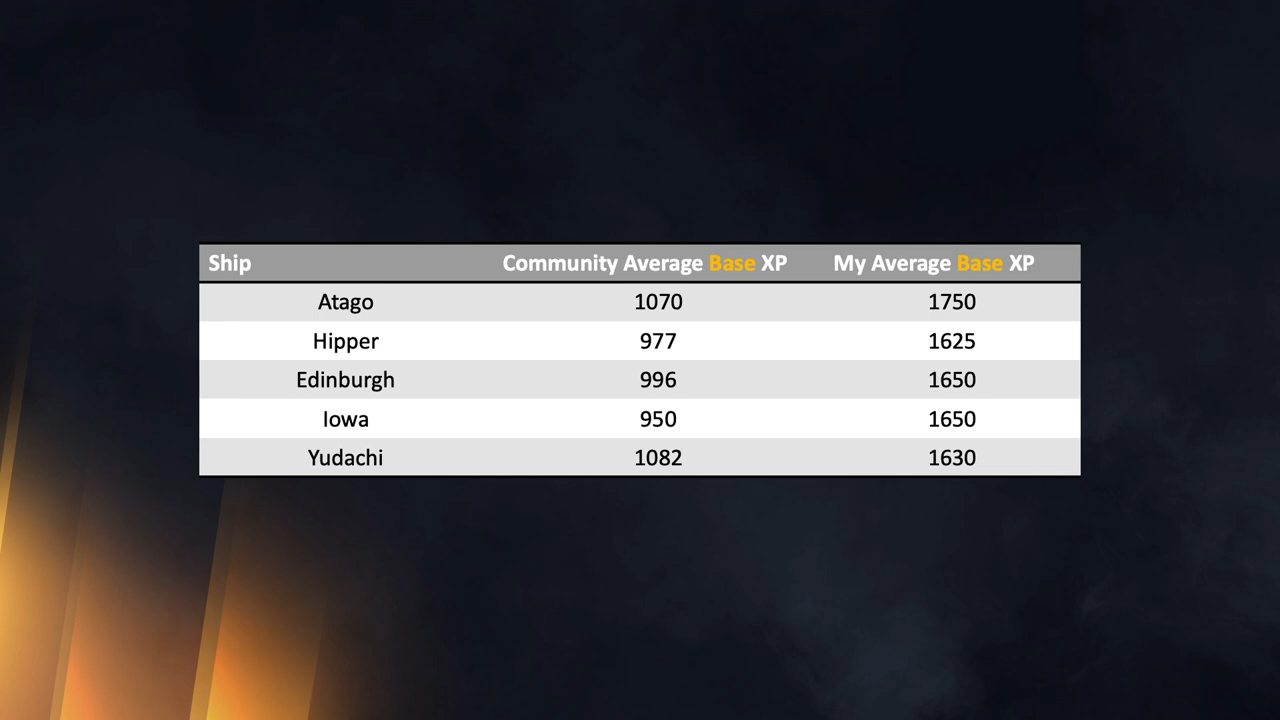 Ship Community Average Base XP My Average Base XP
Atago 1070 1750
Hipper 977 1625
Edinburgh 996 1650
Iowa 950 1650
Yudachi 1082 1630